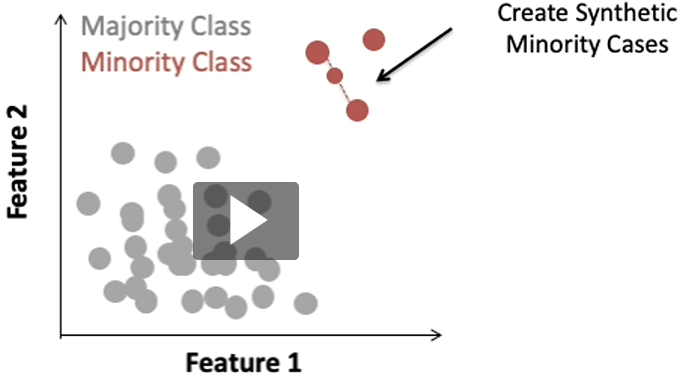 Majority Class
Minority Class
Create Synthetic
Minority Cases
Feature 2
Feature 1